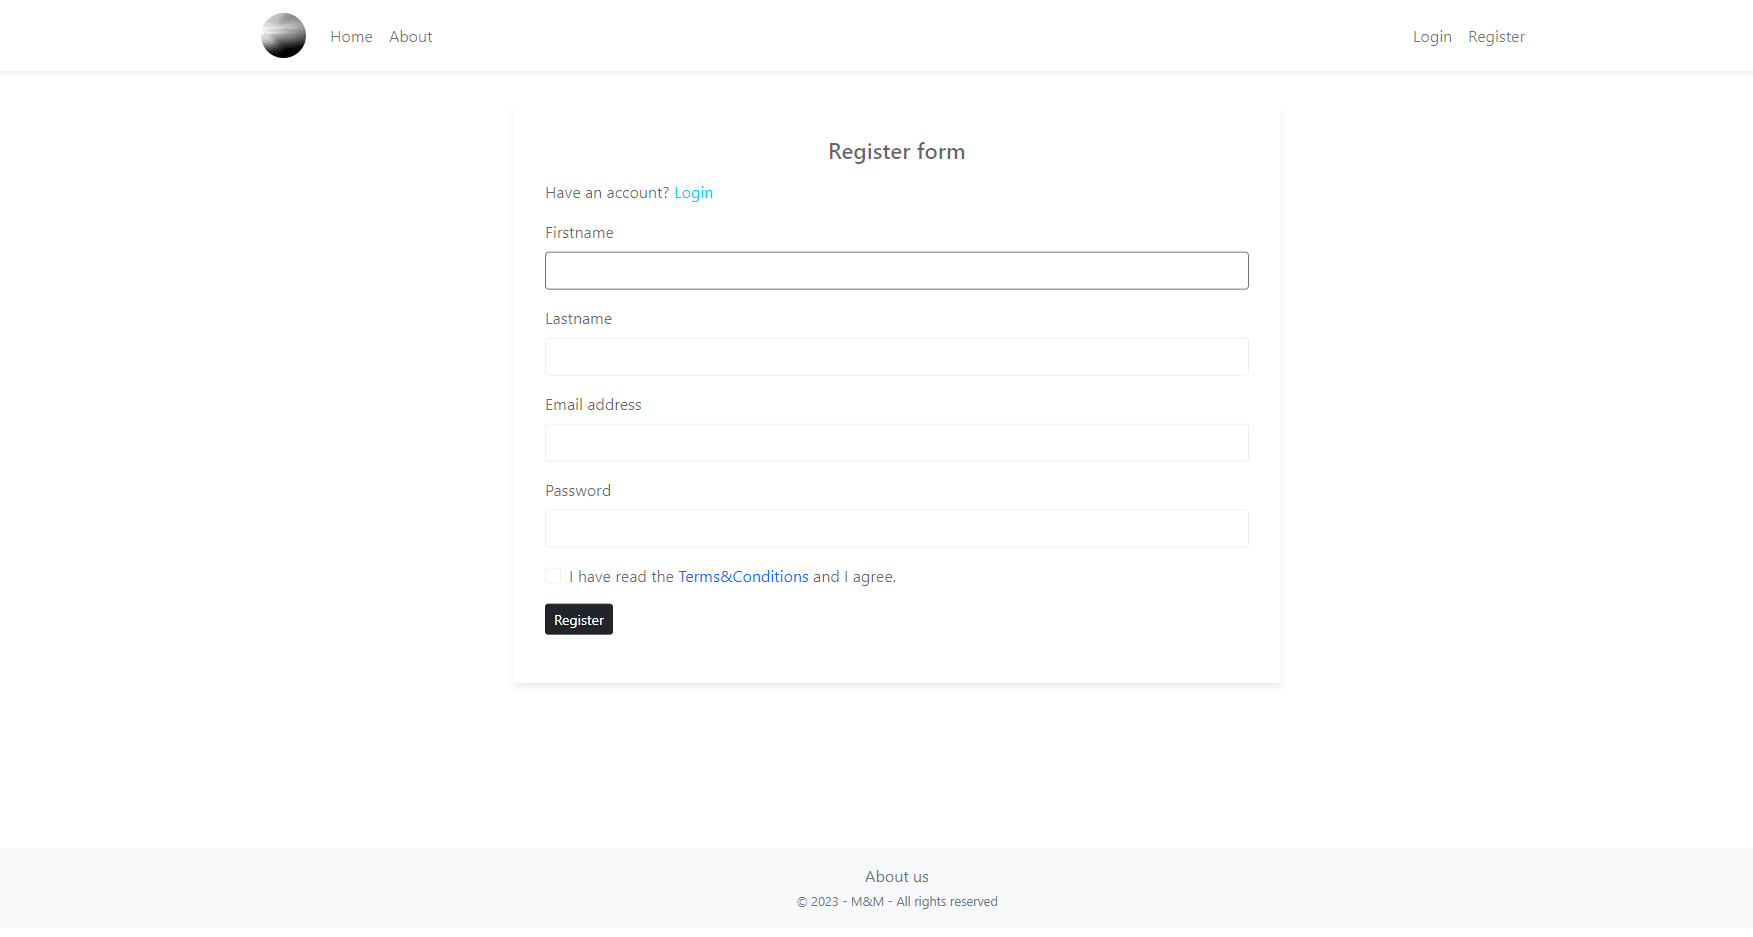 Home About Login Register
Register form
Have an account? Login
Firstname
Lastname
Email address
Password
I have read the Terms&Conditions and I agree.
Register
About us
© 2023 - M&M - All rights reserved